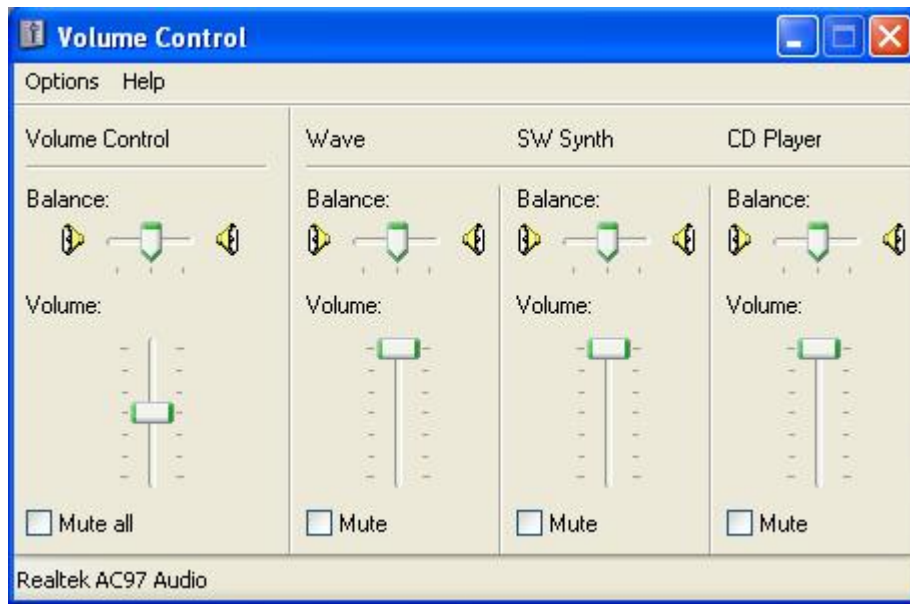 Volume Control
Options Help
Volume Control Wave SW Synth CD Player
Balance: Balance: Balance: Balance:
Volume: Volume: Volume: Volume:
Mute all Mute Mute Mute
Realtek AC97 Audio